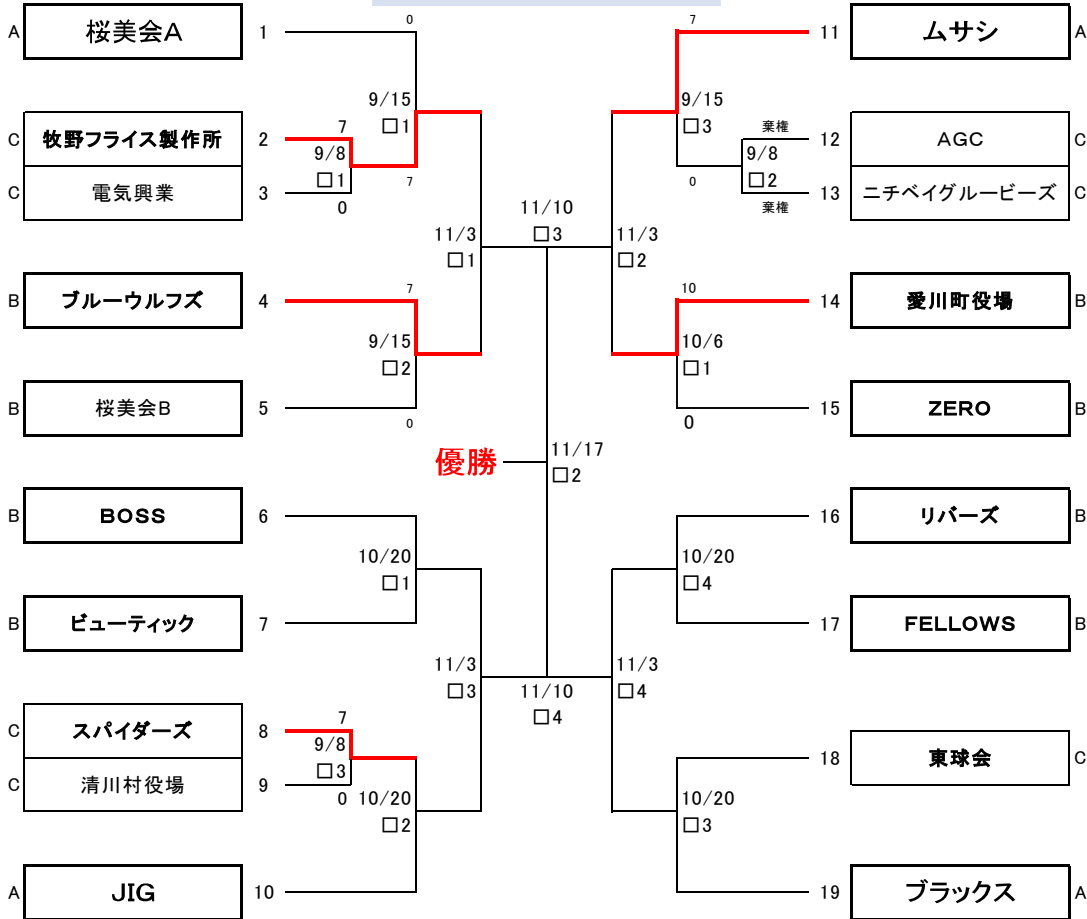 A 桜美会A 1
0
9/15
□1
C 牧野フライス製作所 2
7
9/8
□1
7
C 電気興業 3
0
11/3
□1
B ブルーウルフズ 4
7
9/15
□2
B 桜美会B 5
0
B BOSS 6
10/20
□1
B ビューティック 7
11/3
□3
C スパイダーズ 8
7
9/8
□3
C 清川村役場 9
0
10/20
□2
A JIG 10
11/10
□3
優勝
11/17
□2
11/10
□4
7
11 ムサシ A
9/15
□3
棄権
12 AGC C
9/8
□2
0
棄権
13 ニチベイグルービーズ C
11/3
□2
10
14 愛川町役場 B
10/6
□1
0
15 ZERO B
16 リバーズ B
10/20
□4
17 FELLOWS B
11/3
□4
18 東球会 C
10/20
□3
19 ブラックス A